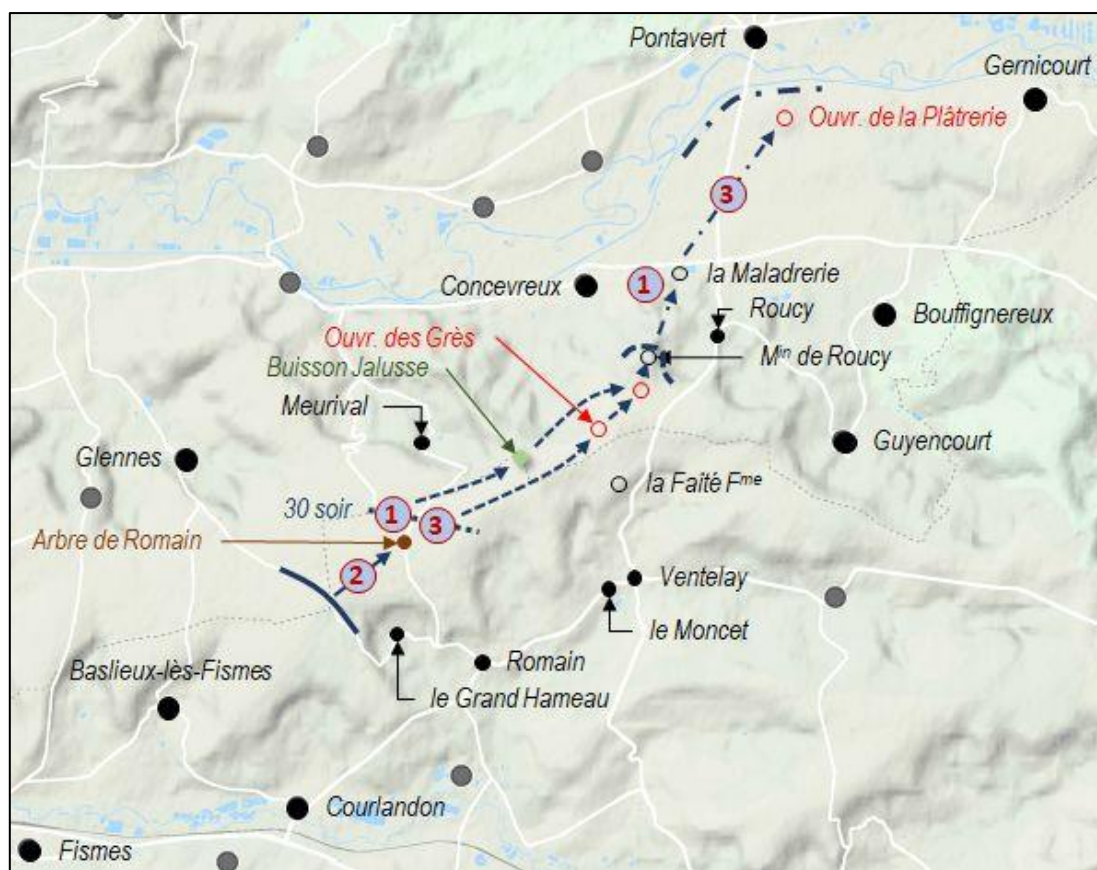 Pontavert
Gernicourt
Ouvr. de la Plâtrerie
3
la Maladrerie
Concevreux
1
Roucy
Bouffignereux
Ouvr. des Grès
Mⁱⁿ de Roucy
Buisson Jalusse
Meurival
Guyencourt
Glennes
la Faîté Fᵐᵉ
30 soir
1
3
Arbre de Romain
2
Ventelay
le Moncet
Romain
Baslieux-lès-Fismes
le Grand Hameau
Courlandon
Fismes